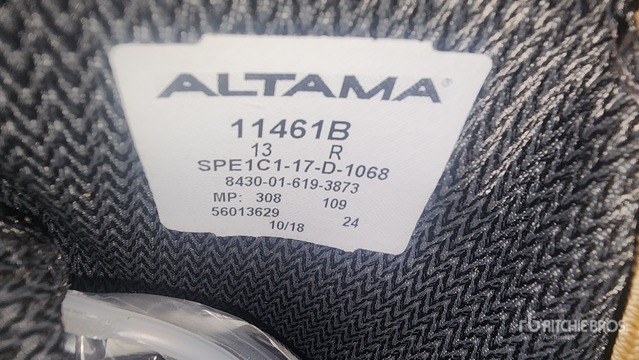 ALTAMA®
11461B
13 R
SPE1C1-17-D-1068
8430-01-619-3873
MP: 308 109
56013629 24
10/18
RITCHIEBROS